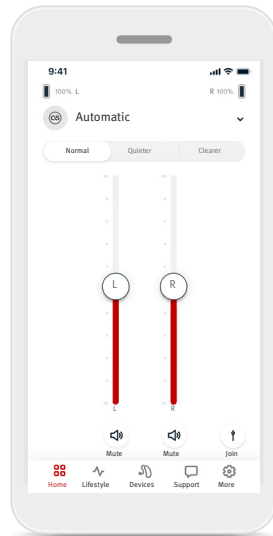 9:41
100% L R 100%
Automatic
Normal Quieter Clearer
L R
L R
Mute Mute Join
Home Lifestyle Devices Support More